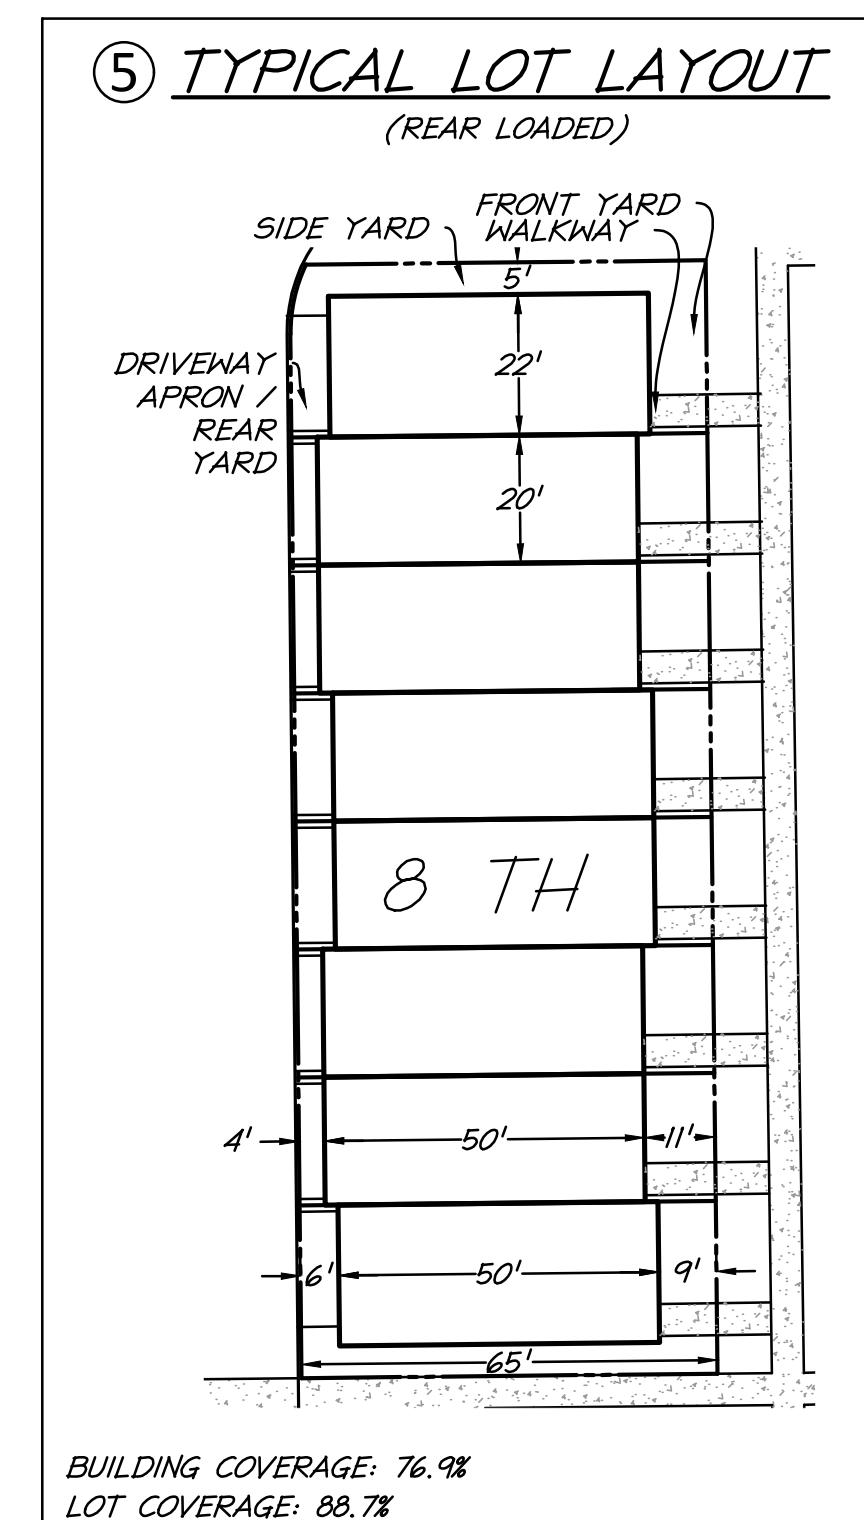 5 TYPICAL LOT LAYOUT
(REAR LOADED)
FRONT YARD
SIDE YARD
WALKWAY
5'
22'
DRIVEWAY
APRON /
REAR
YARD
20'
8 TH
4'
50'
11'
6'
50'
9'
65'
BUILDING COVERAGE: 76.9%
LOT COVERAGE: 88.7%